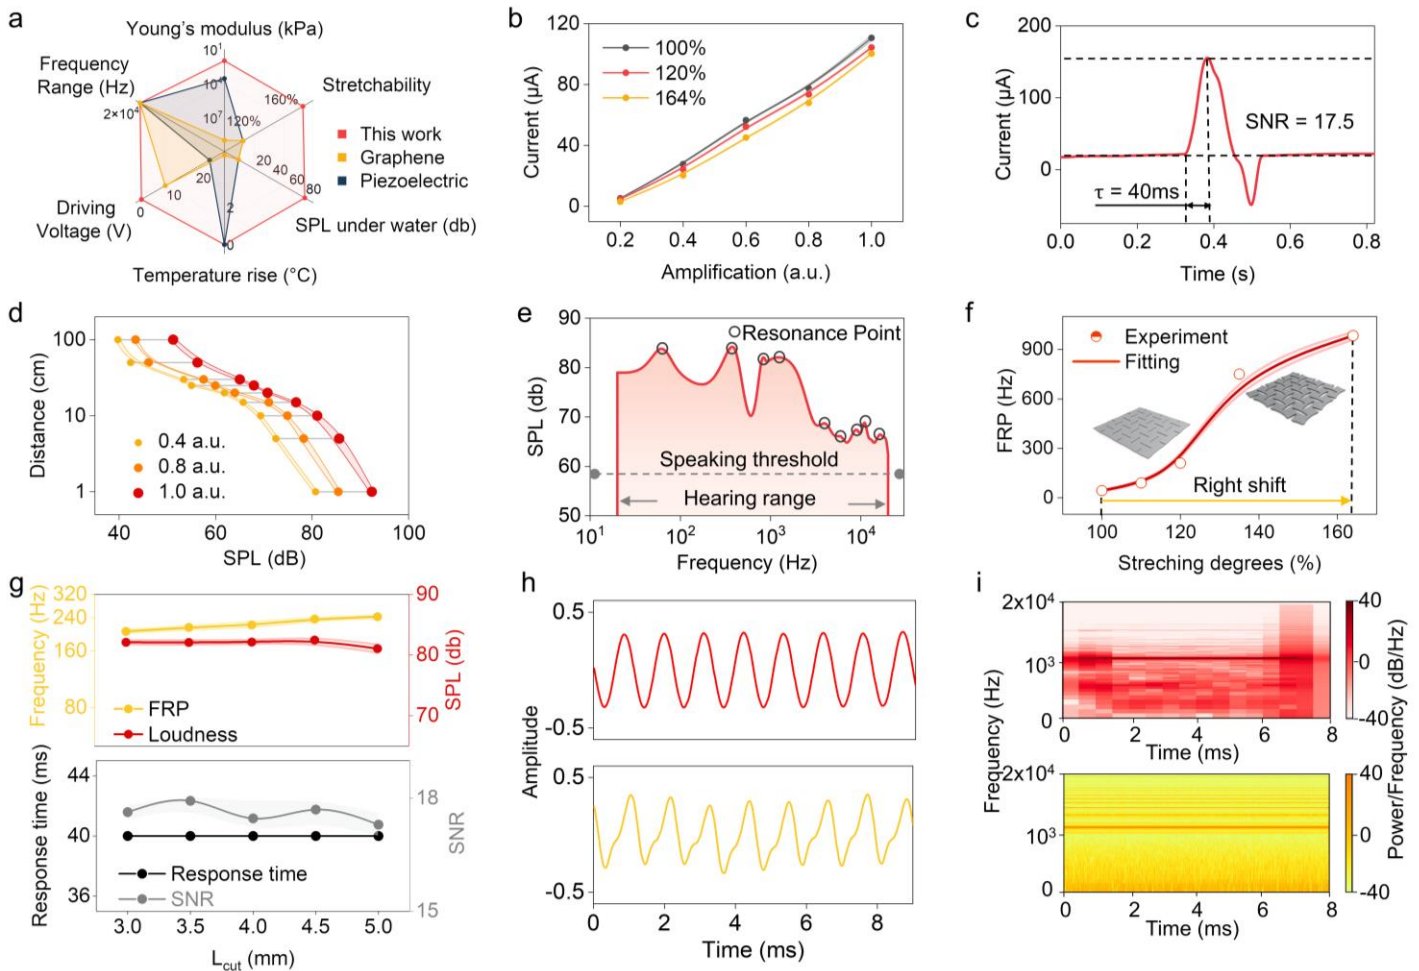 a
Young's modulus (kPa)
10¹
Frequency
Range (Hz)
10⁴
160%
Stretchability
2×10⁴
10⁷
120%
This work
Graphene
Piezoelectric
20
20
40
60
80
10
0
2
0
Driving
Voltage (V)
SPL under water (db)
Temperature rise (°C)
b
120
80
40
0
Current (µA)
100%
120%
164%
0.2 0.4 0.6 0.8 1.0
Amplification (a.u.)
c
200
100
0
Current (µA)
SNR = 17.5
τ = 40ms
0.0 0.2 0.4 0.6 0.8
Time (s)
d
100
10
1
Distance (cm)
0.4 a.u.
0.8 a.u.
1.0 a.u.
40 60 80 100
SPL (dB)
e
90
80
70
60
50
SPL (db)
Resonance Point
Speaking threshold
Hearing range
10¹ 10² 10³ 10⁴
Frequency (Hz)
f
900
600
300
0
FRP (Hz)
Experiment
Fitting
Right shift
100 120 140 160
Streching degrees (%)
g
320
240
160
80
Frequency (Hz)
90
80
70
SPL (db)
FRP
Loudness
44
40
36
Response time (ms)
18
15
SNR
Response time
SNR
3.0 3.5 4.0 4.5 5.0
L_cut (mm)
h
0.5
-0.5
Amplitude
0.5
-0.5
0 2 4 6 8
Time (ms)
i
2x10⁴
10³
0
40
0
-40
0 2 4 6 8
Time (ms)
Frequency (Hz)
Power/Frequency (dB/Hz)
2x10⁴
10³
0
40
0
-40
0 2 4 6 8
Time (ms)